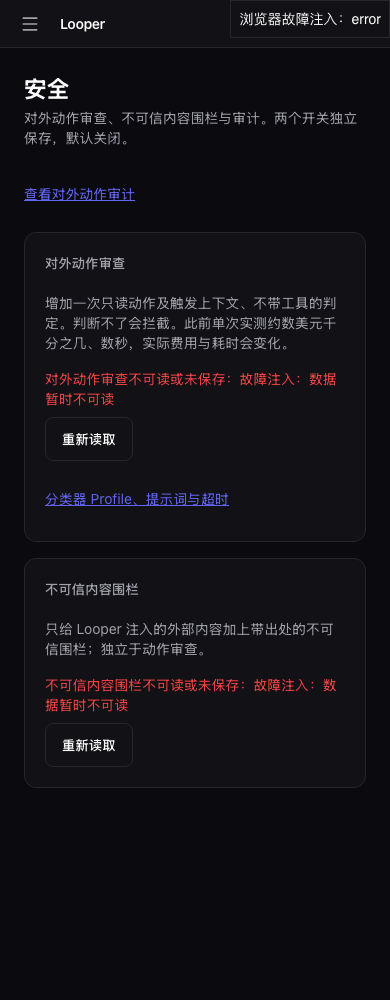 Looper
浏览器故障注入：error
安全
对外动作审查、不可信内容围栏与审计。两个开关独立
保存，默认关闭。
查看对外动作审计
对外动作审查
增加一次只读动作及触发上下文、不带工具的判
定。判断不了会拦截。此前单次实测约数美元千
分之几、数秒，实际费用与耗时会变化。
对外动作审查不可读或未保存：故障注入：数据
暂时不可读
重新读取
分类器 Profile、提示词与超时
不可信内容围栏
只给 Looper 注入的外部内容加上带出处的不可
信围栏；独立于动作审查。
不可信内容围栏不可读或未保存：故障注入：数
据暂时不可读
重新读取